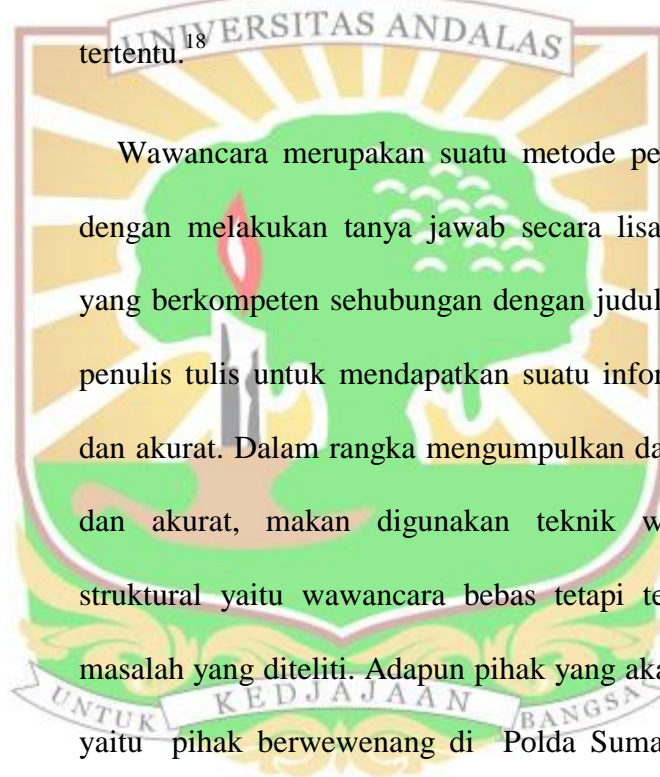 UNIVERSITAS ANDALAS
tertentu.18
Wawancara merupakan suatu metode pe
dengan melakukan tanya jawab secara lisa
yang berkompeten sehubungan dengan judul
penulis tulis untuk mendapatkan suatu infor
dan akurat. Dalam rangka mengumpulkan da
dan akurat, makan digunakan teknik w
struktural yaitu wawancara bebas tetapi te
masalah yang diteliti. Adapun pihak yang aka
UNTUK KEDJAJAAN BANGSA
yaitu pihak berwewenang di Polda Suma